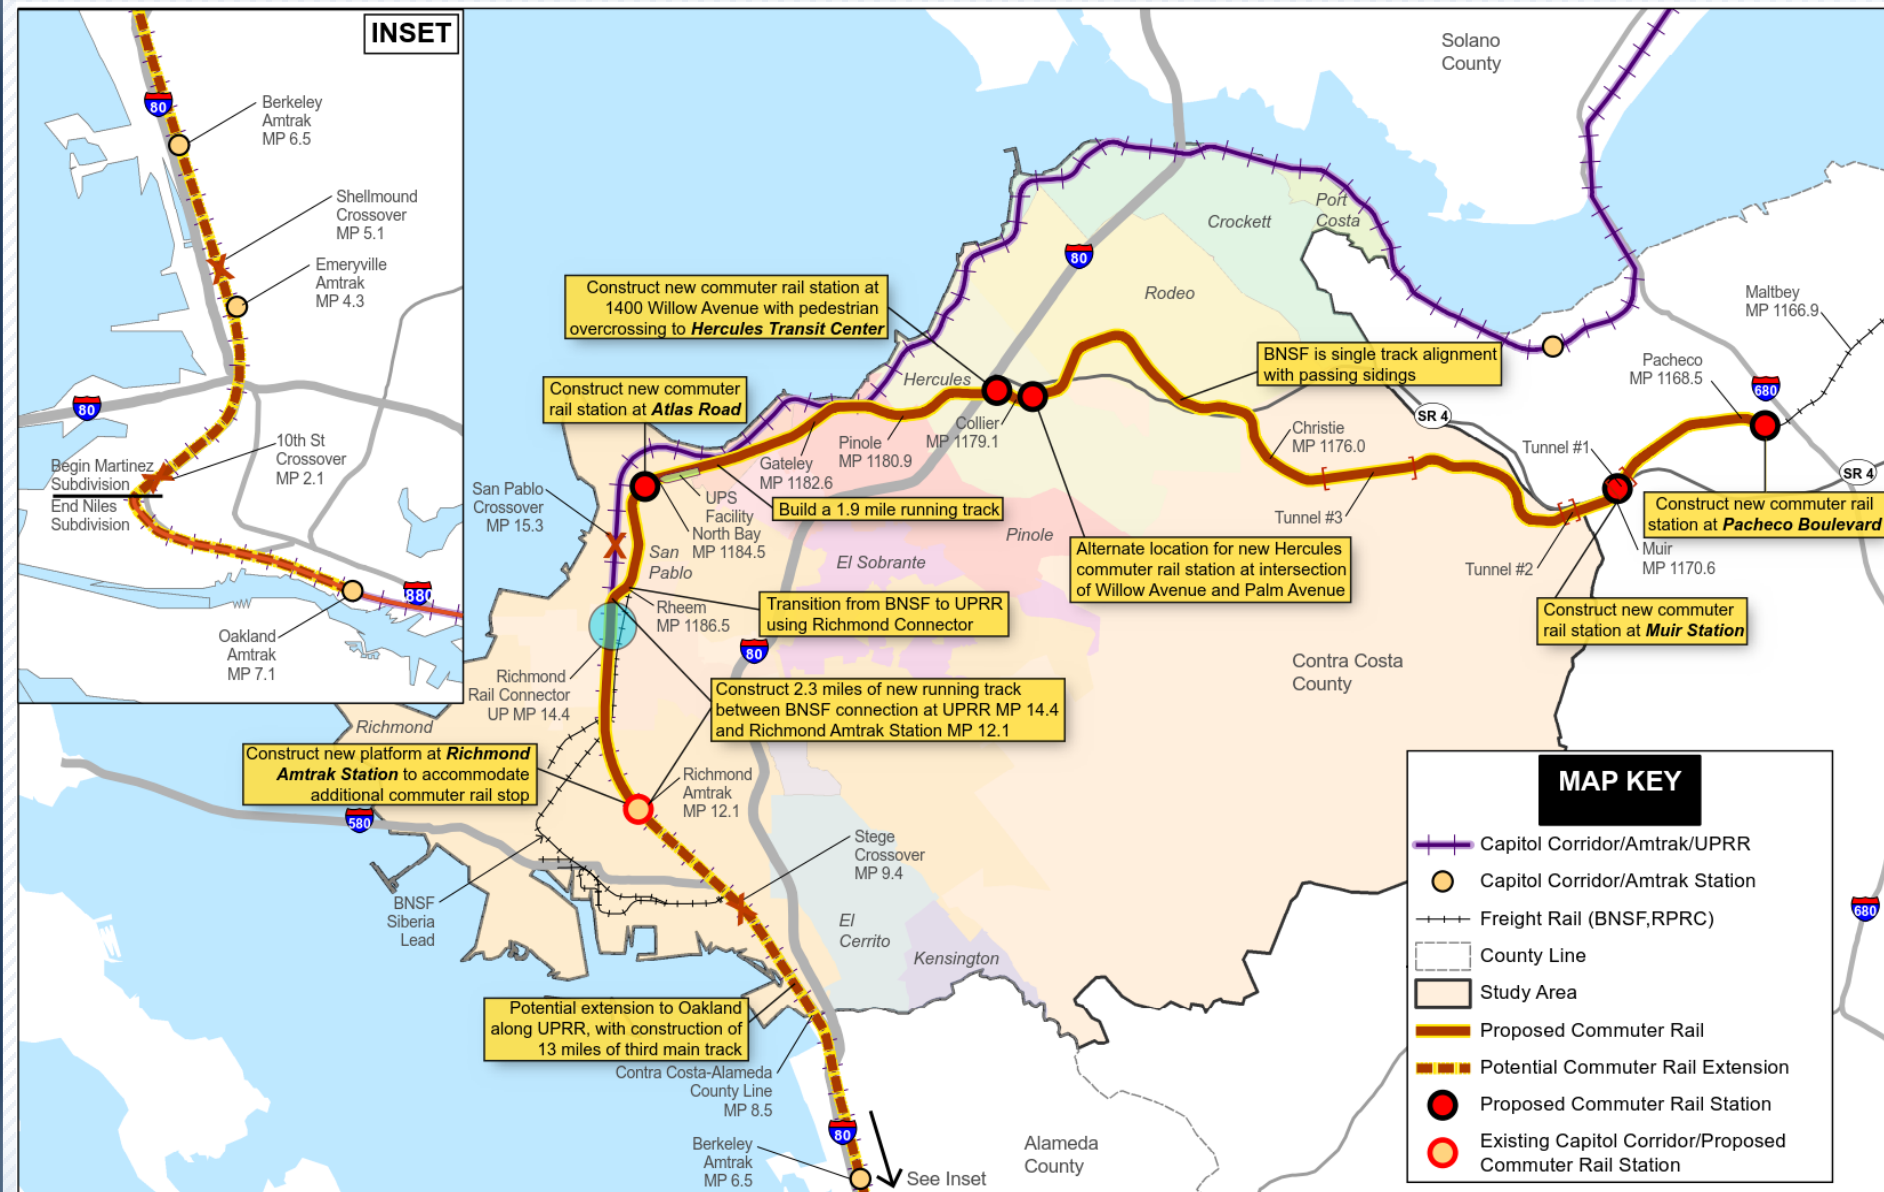 INSET
80
Berkeley
Amtrak
MP 6.5
Shellmound
Crossover
MP 5.1
Emeryville
Amtrak
MP 4.3
80
10th St
Crossover
MP 2.1
Begin Martinez
Subdivision
End Niles
Subdivision
880
Oakland
Amtrak
MP 7.1
Solano
County
Port
Costa
Crockett
80
Rodeo
Construct new commuter rail station at
1400 Willow Avenue with pedestrian
overcrossing to Hercules Transit Center
Maltbey
MP 1166.9
BNSF is single track alignment
with passing sidings
Pacheco
MP 1168.5
680
Hercules
Construct new commuter
rail station at Atlas Road
SR 4
Collier
MP 1179.1
Christie
MP 1176.0
Pinole
MP 1180.9
Tunnel #1
Gateley
MP 1182.6
SR 4
San Pablo
Crossover
MP 15.3
UPS
Facility
North Bay
MP 1184.5
Build a 1.9 mile running track
Construct new commuter rail
station at Pacheco Boulevard
Tunnel #3
Pinole
San
Pablo
El Sobrante
Alternate location for new Hercules
commuter rail station at intersection
of Willow Avenue and Palm Avenue
Tunnel #2
Muir
MP 1170.6
Rheem
MP 1186.5
Transition from BNSF to UPRR
using Richmond Connector
Construct new commuter
rail station at Muir Station
80
Richmond
Rail Connector
UP MP 14.4
Contra Costa
County
Construct 2.3 miles of new running track
between BNSF connection at UPRR MP 14.4
and Richmond Amtrak Station MP 12.1
Richmond
Construct new platform at Richmond
Amtrak Station to accommodate
additional commuter rail stop
Richmond
Amtrak
MP 12.1
580
Stege
Crossover
MP 9.4
BNSF
Siberia
Lead
El
Cerrito
Kensington
680
Potential extension to Oakland
along UPRR, with construction of
13 miles of third main track
Contra Costa-Alameda
County Line
MP 8.5
80
Berkeley
Amtrak
MP 6.5
See Inset
Alameda
County
MAP KEY
Capitol Corridor/Amtrak/UPRR
Capitol Corridor/Amtrak Station
Freight Rail (BNSF,RPRC)
County Line
Study Area
Proposed Commuter Rail
Potential Commuter Rail Extension
Proposed Commuter Rail Station
Existing Capitol Corridor/Proposed
Commuter Rail Station